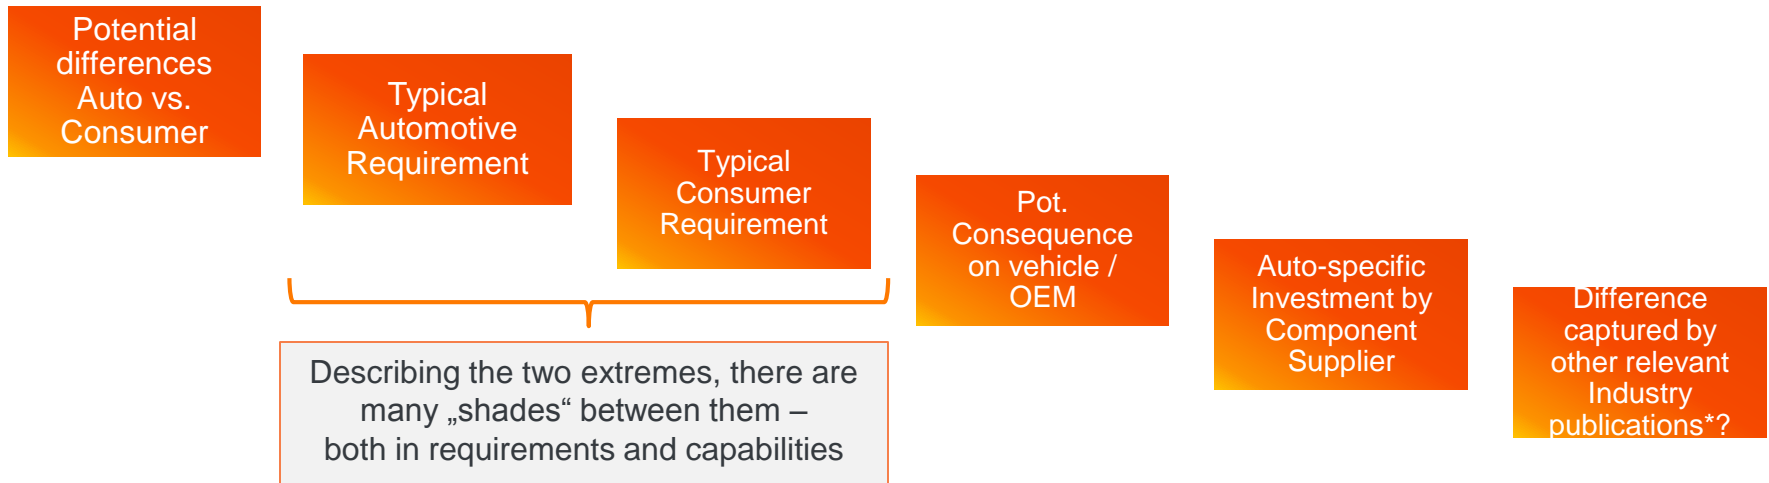 Potential
differences
Auto vs.
Consumer
Typical
Automotive
Requirement
Typical
Consumer
Requirement
Pot.
Consequence
on vehicle /
OEM
Auto-specific
Investment by
Component
Supplier
Difference
captured by
other relevant
Industry
publications*?
Describing the two extremes, there are
many „shades“ between them –
both in requirements and capabilities